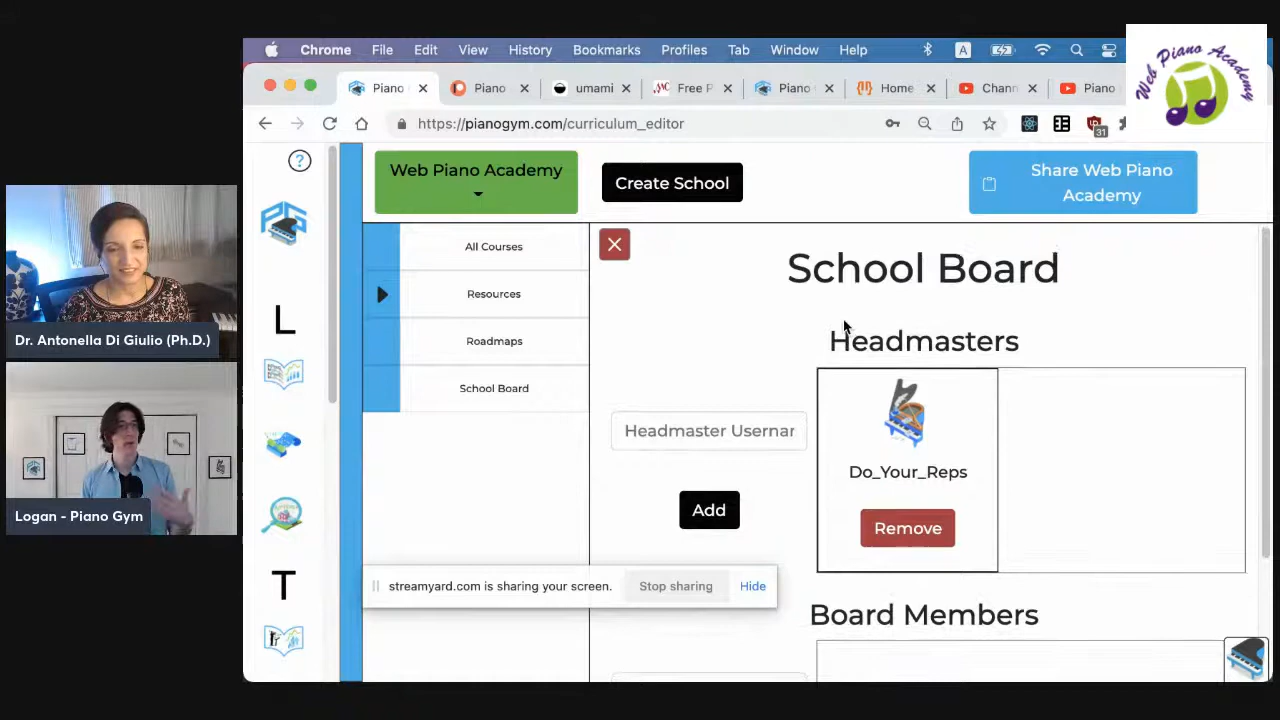 Chrome File Edit View History Bookmarks Profiles Tab Window Help A
Web Piano Academy
Piano Piano umami Free P Piano Home Chann Piano
https://pianogym.com/curriculum_editor
31
?
Web Piano Academy
Create School
Share Web Piano
Academy
PG
All Courses
Resources
Roadmaps
School Board
School Board
Headmasters
L
Headmaster Usernar
Do_Your_Reps
Add
Remove
Dr. Antonella Di Giulio (Ph.D.)
Logan - Piano Gym
T
streamyard.com is sharing your screen. Stop sharing Hide
Board Members